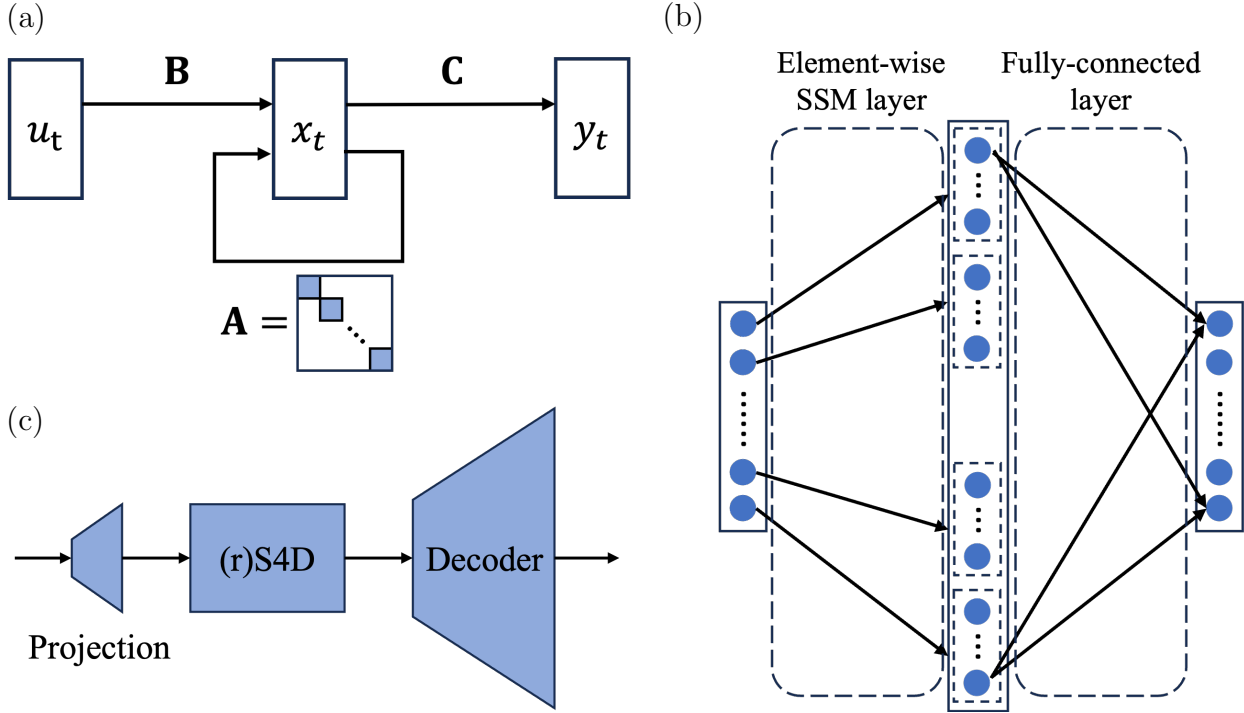 (a)
B
C
u_t
x_t
y_t
A =
(b)
Element-wise
SSM layer
Fully-connected
layer
(c)
(r)S4D
Decoder
Projection